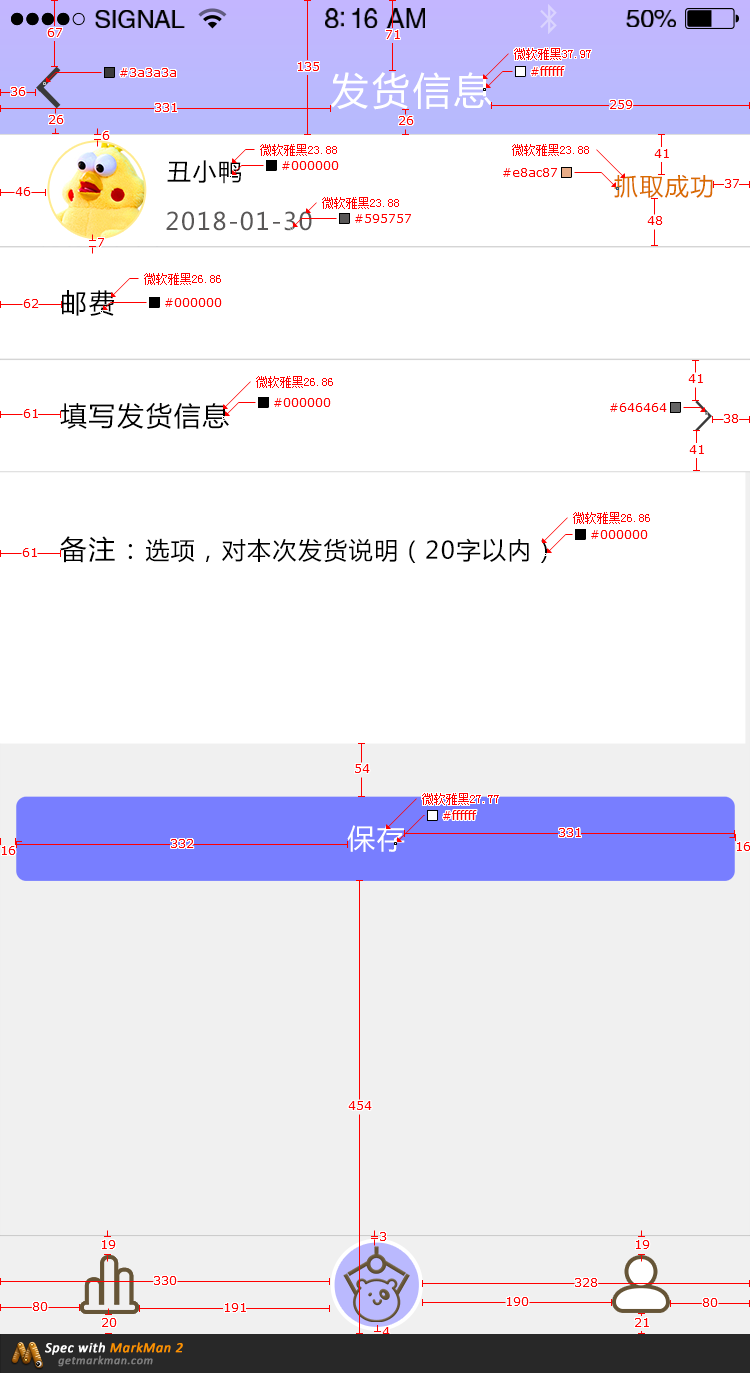 SIGNAL 8:16 AM 50%
67
71
135
微软雅黑37.97
#3a3a3a
#ffffff
发货信息
36
331
259
26
26
6
微软雅黑23.88
微软雅黑23.88
41
丑小鸭
#000000
#e8ac87
抓取成功
37
46
微软雅黑23.88
2018-01-30
#595757
48
7
微软雅黑26.86
62
邮费
#000000
微软雅黑26.86
41
#000000
#646464
61
填写发货信息
38
41
微软雅黑26.86
#000000
61
备注：选项，对本次发货说明（20字以内）
54
微软雅黑27.77
#ffffff
16
332
保存
331
16
454
3
19
19
330
328
80
191
190
80
20
4
21
Spec with MarkMan 2
getmarkman.com